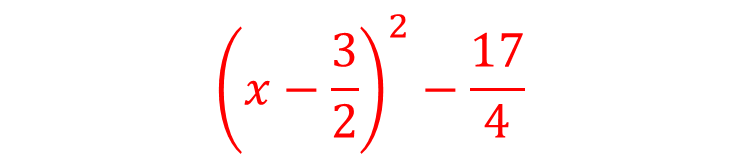 (x − 3/2)² − 17/4